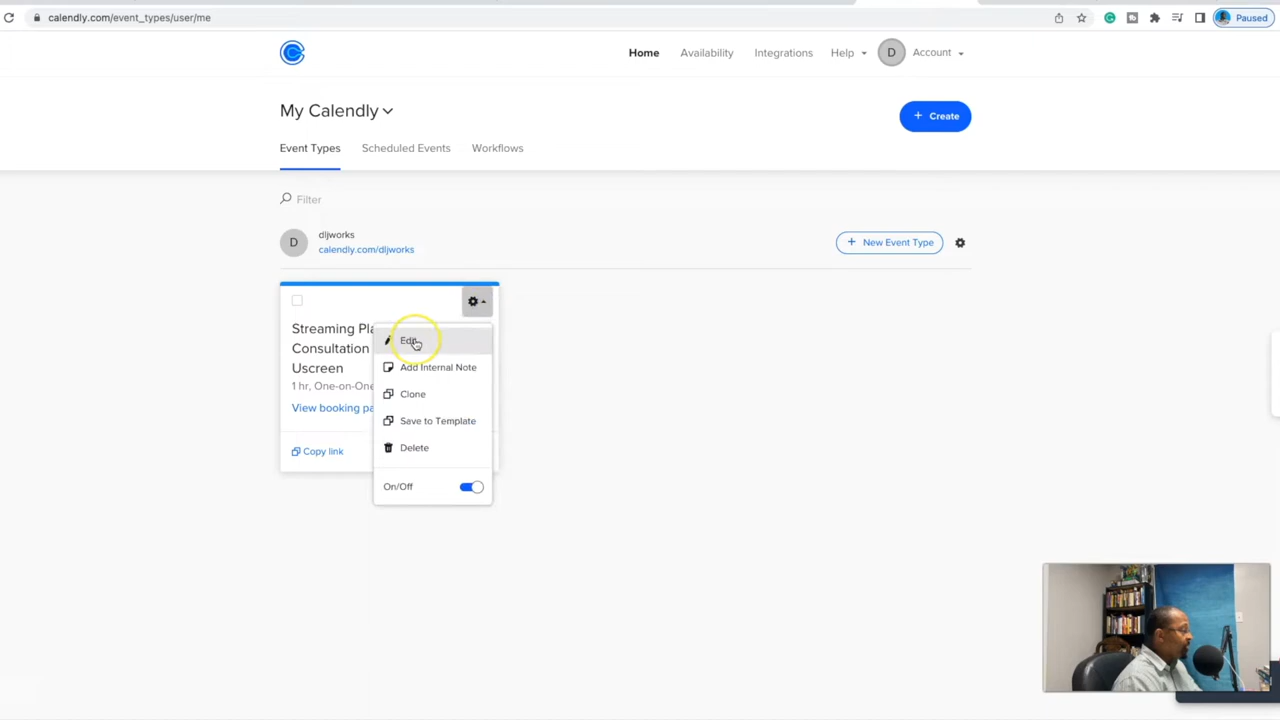 calendly.com/event_types/user/me
Paused
Home Availability Integrations Help D Account
My Calendly
+ Create
Event Types Scheduled Events Workflows
Filter
D dljworks
calendly.com/dljworks
+ New Event Type
Streaming
Consultation
Uscreen
1 hr, One-on-One
View booking
Copy link
Edit
Add Internal Note
Clone
Save to Template
Delete
On/Off